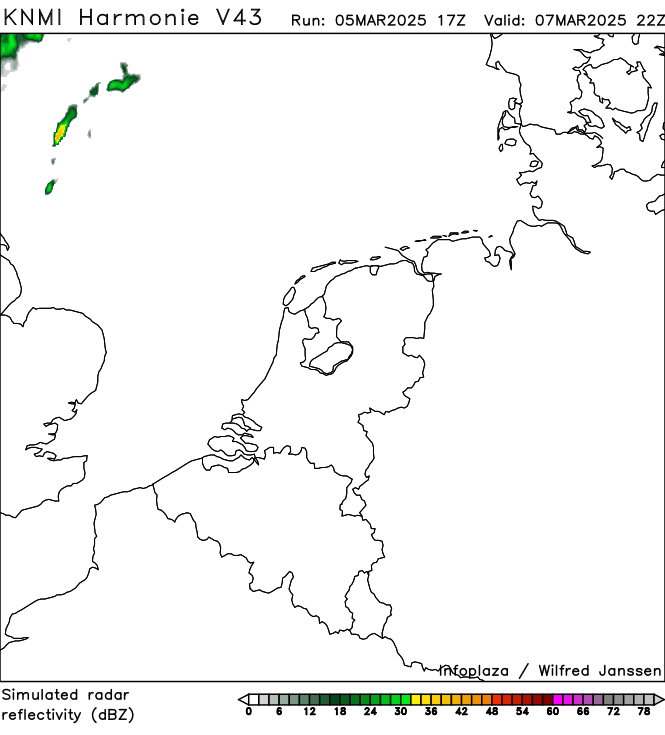 KNMI Harmonie V43 Run: 05MAR2025 17Z Valid: 07MAR2025 22Z
infoplaza / Wilfred Janssen
Simulated radar
reflectivity (dBZ)
0 6 12 18 24 30 36 42 48 54 60 66 72 78